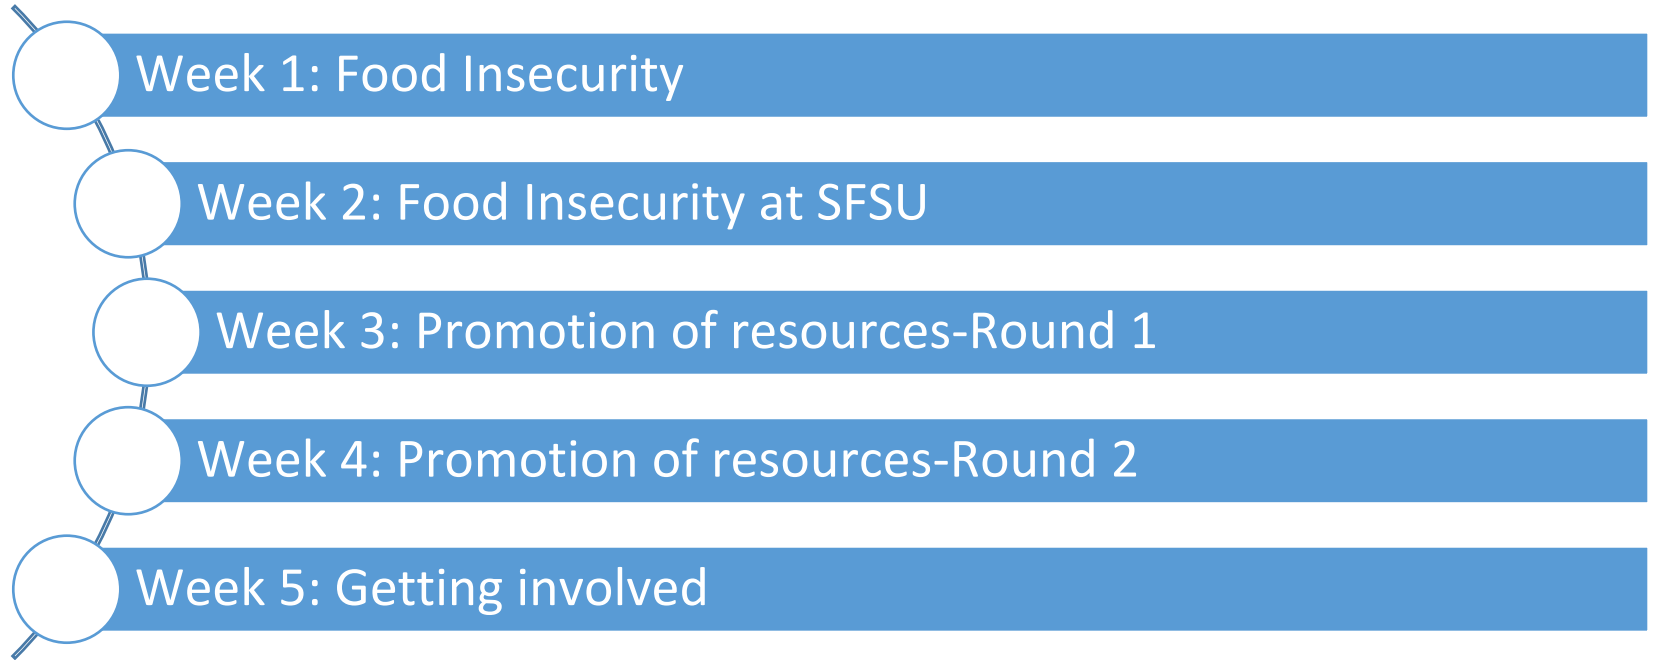 Week 1: Food Insecurity
Week 2: Food Insecurity at SFSU
Week 3: Promotion of resources-Round 1
Week 4: Promotion of resources-Round 2
Week 5: Getting involved